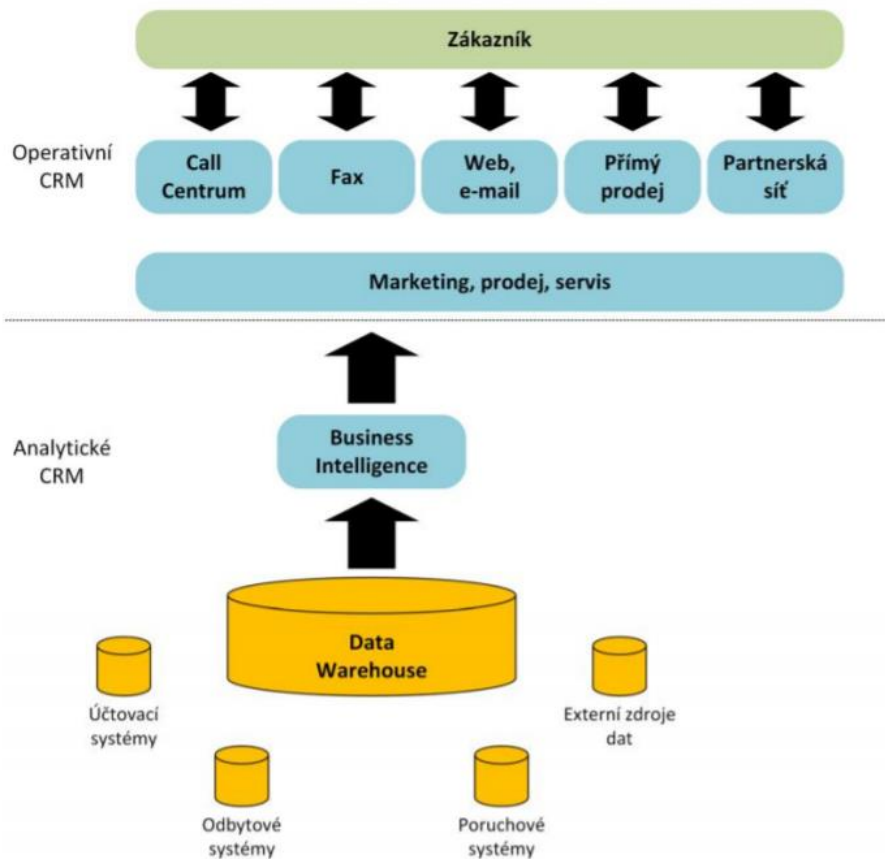 Zákazník
Operativní
CRM
Call
Centrum
Fax
Web,
e-mail
Přímý
prodej
Partnerská
síť
Marketing, prodej, servis
Analytické
CRM
Business
Intelligence
Data
Warehouse
Účtovací
systémy
Externí zdroje
dat
Odbytové
systémy
Poruchové
systémy